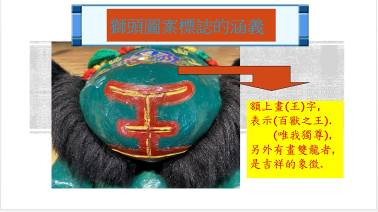 獅頭圖案標誌的涵義
王
額上畫(王)字,
表示(百獸之王).
(唯我獨尊),
另外有畫雙龍者,
是吉祥的象徵.